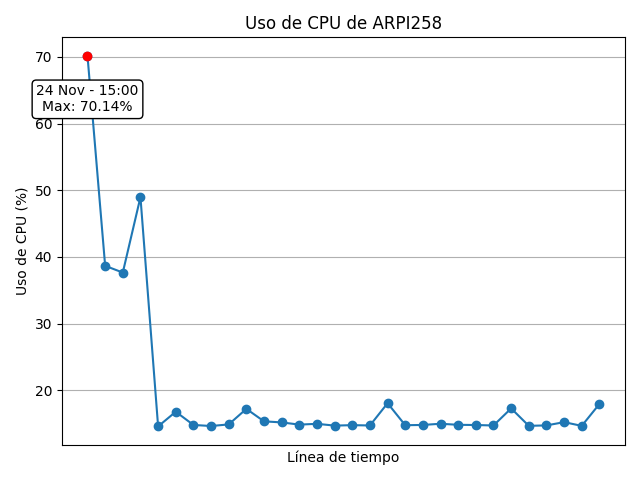 Uso de CPU de ARPI258
70
24 Nov - 15:00
Max: 70.14%
60
50
40
30
20
Uso de CPU (%)
Línea de tiempo